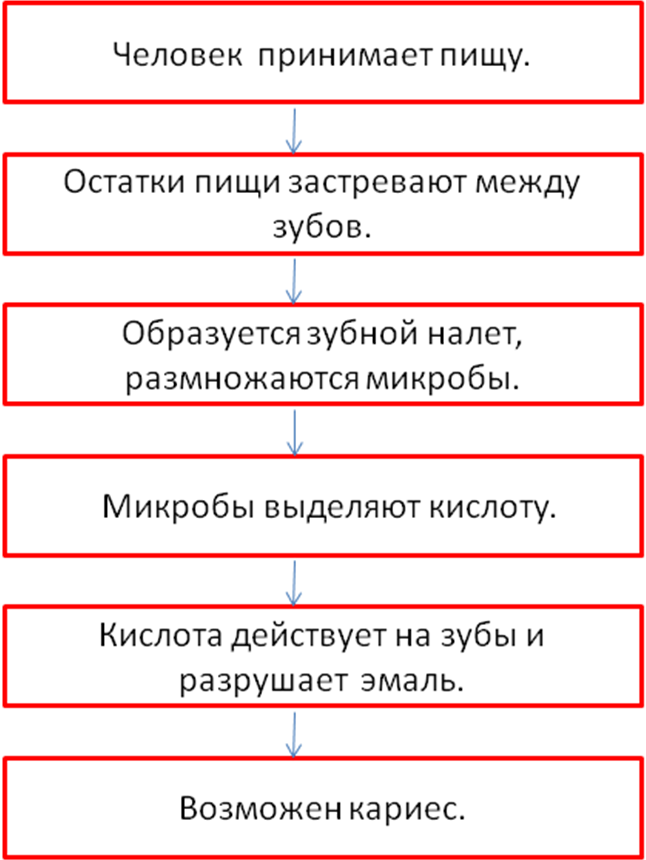 Человек принимает пищу.
Остатки пищи застревают между
зубов.
Образуется зубной налет,
размножаются микробы.
Микробы выделяют кислоту.
Кислота действует на зубы и
разрушает эмаль.
Возможен кариес.